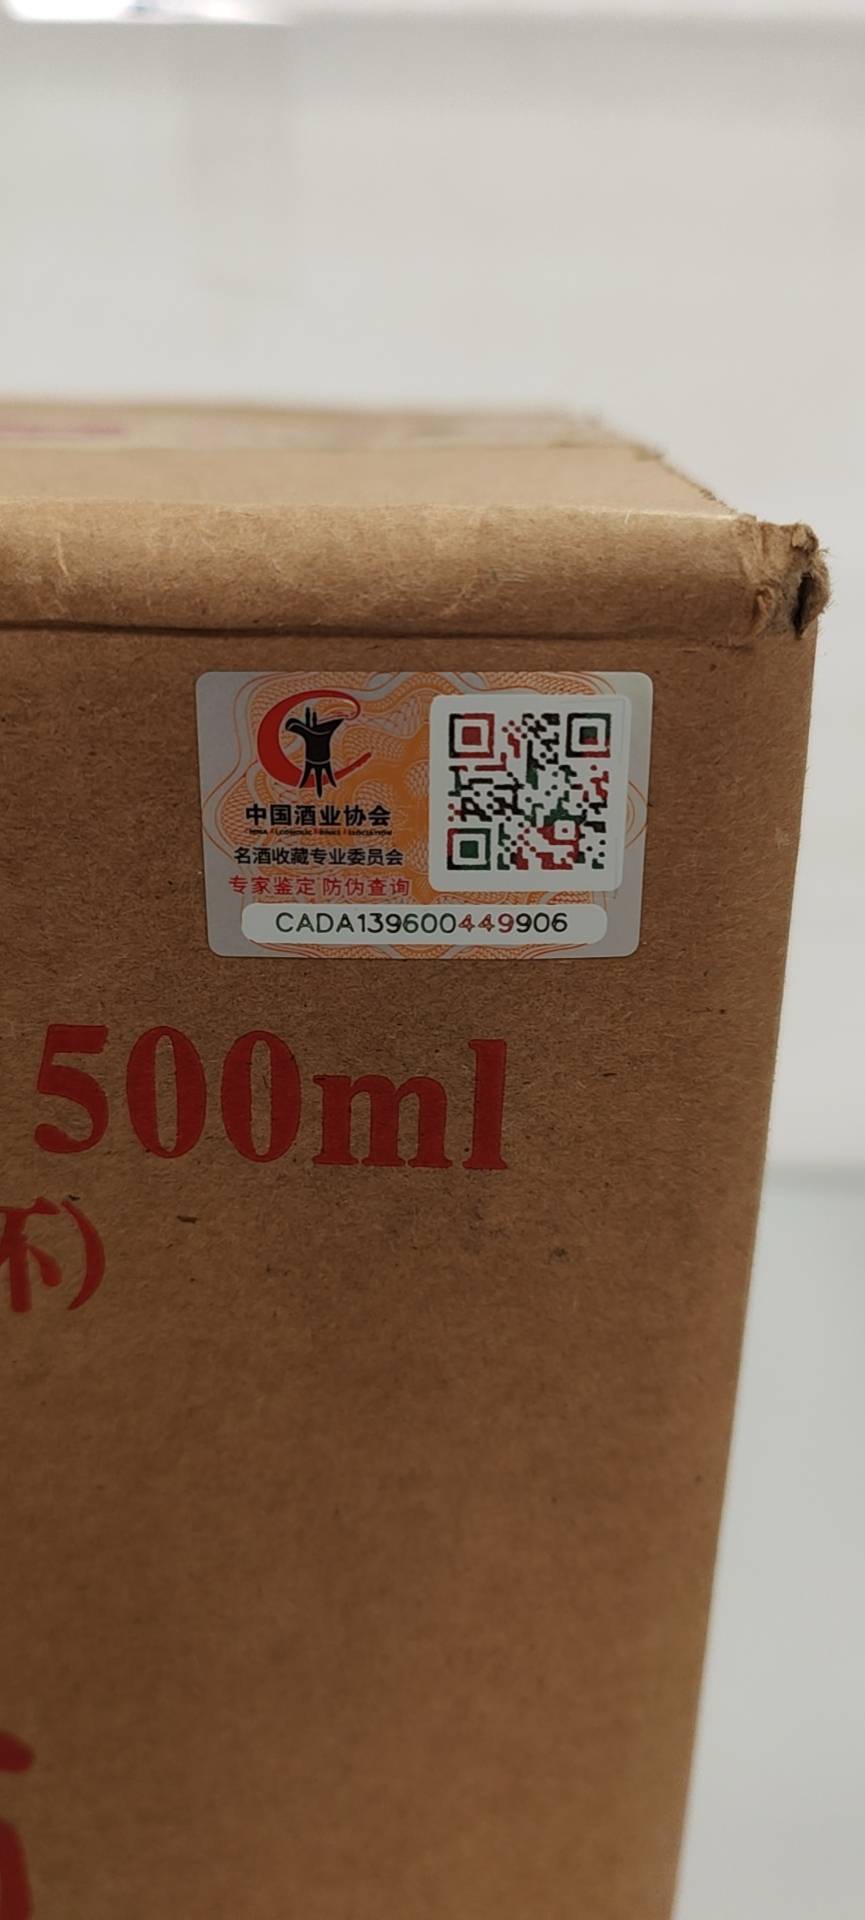 中国酒业协会
名酒收藏专业委员会
专家鉴定 防伪查询
CADA139600449906
500ml
杯)